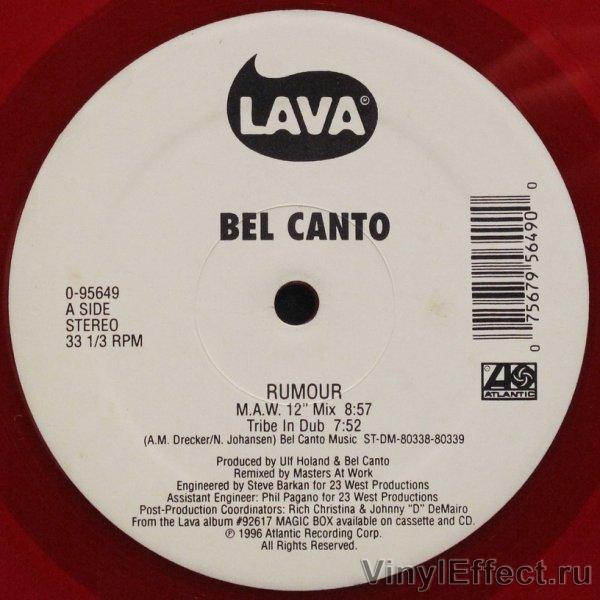 LAVA®
BEL CANTO
0-95649
A SIDE
STEREO
33 1/3 RPM
0 75679 56490 0
ATLANTIC
RUMOUR
M.A.W. 12" Mix 8:57
Tribe In Dub 7:52
(A.M. Drecker/N. Johansen) Bel Canto Music ST-DM-80338-80339
Produced by Ulf Holand & Bel Canto
Remixed by Masters At Work
Engineered by Steve Barkan for 23 West Productions
Assistant Engineer: Phil Pagano for 23 West Productions
Post-Production Coordinators: Rich Christina & Johnny "D" DeMairo
From the Lava album #92617 MAGIC BOX available on cassette and CD.
℗ 1996 Atlantic Recording Corp.
All Rights Reserved.
VinylEffect.ru